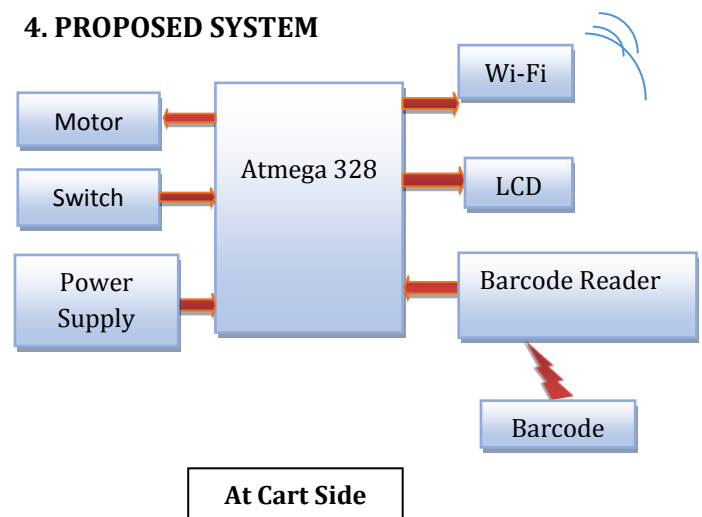 4. PROPOSED SYSTEM
Wi-Fi
Motor
Atmega 328
Switch
LCD
Power
Supply
Barcode Reader
Barcode
At Cart Side